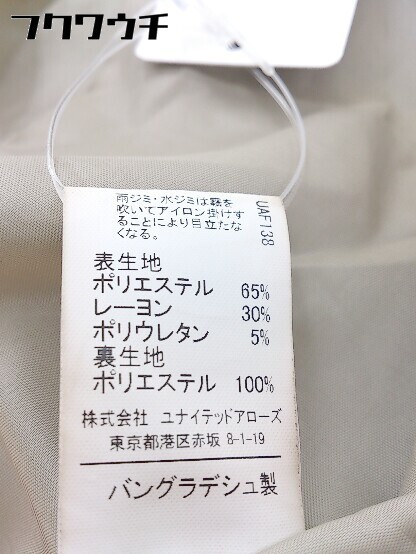 フクワウチ
雨ジミ・水ジミは霧を
吹いてアイロン掛けす
ることにより目立たな
くなる。
UAF138
表生地
ポリエステル 65%
レーヨン 30%
ポリウレタン 5%
裏生地
ポリエステル 100%
株式会社 ユナイテッドアローズ
東京都港区赤坂 8-1-19
バングラデシュ製